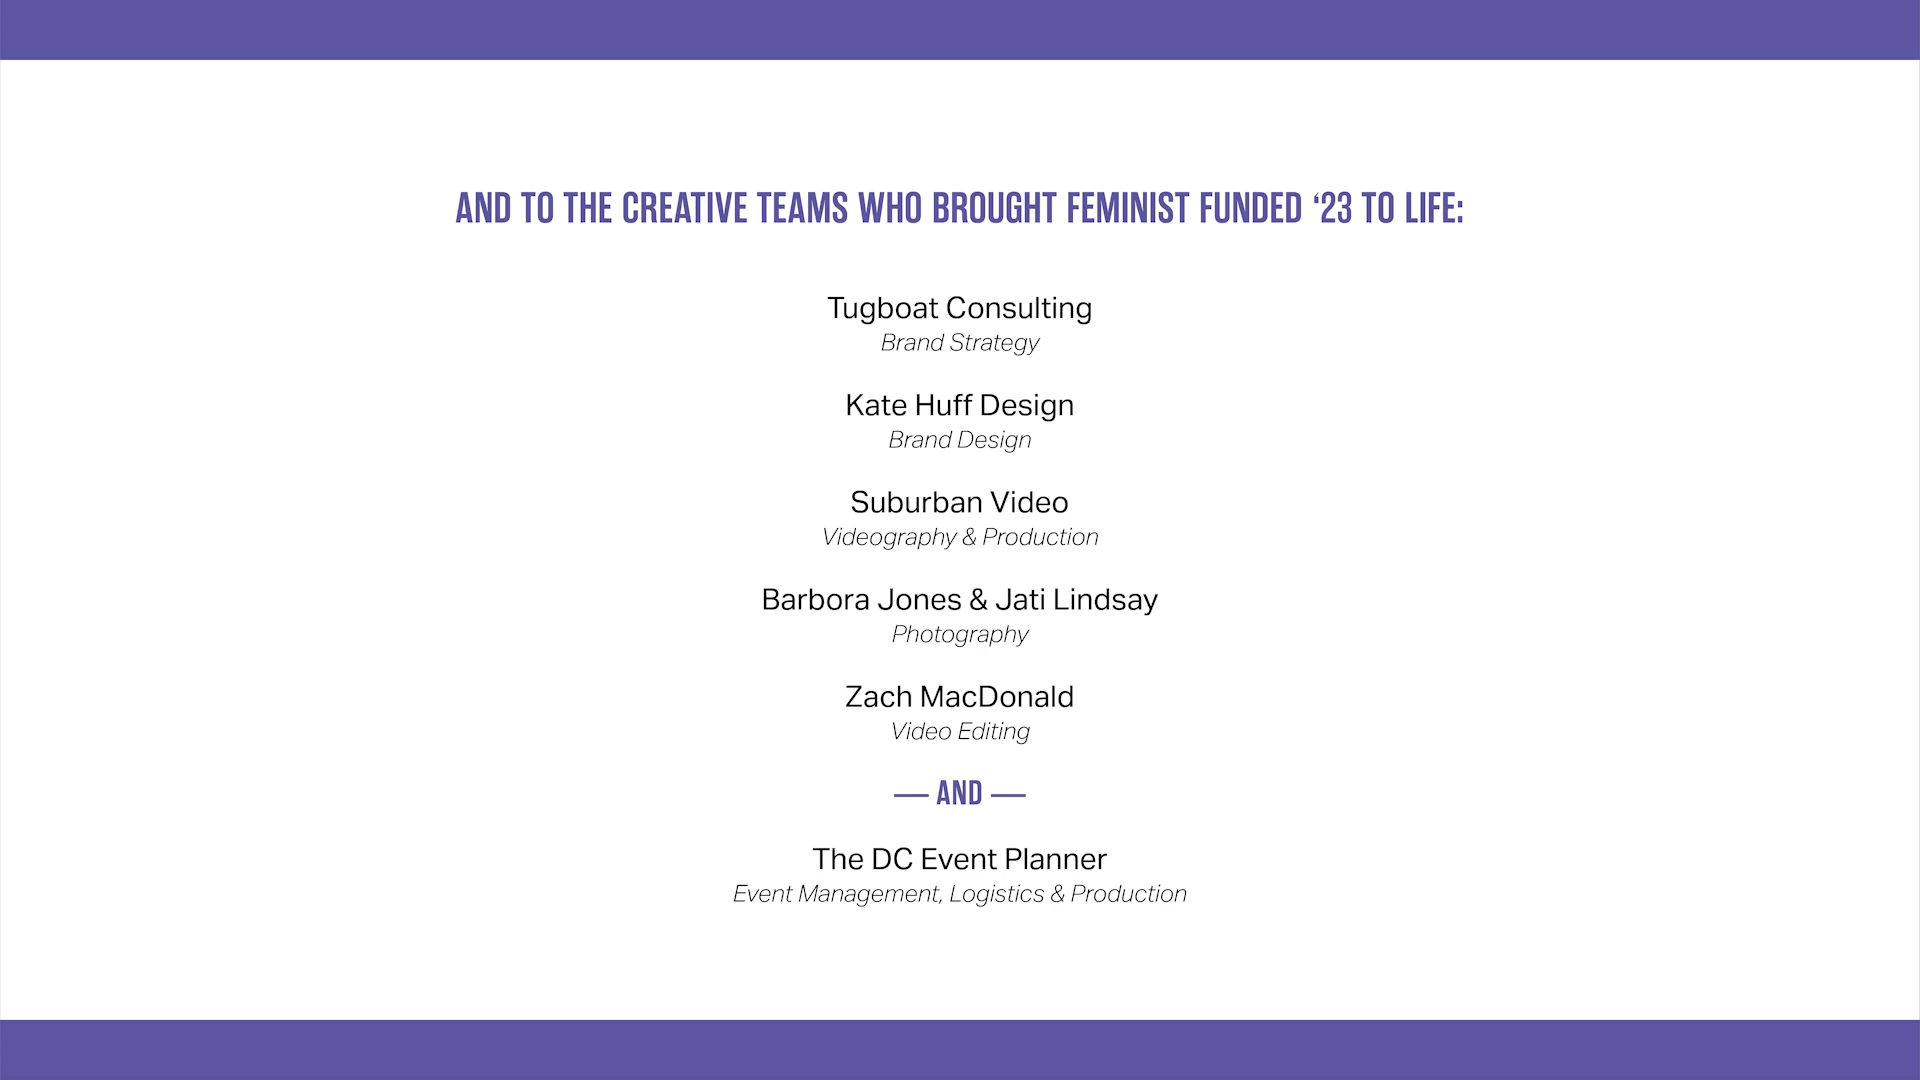 AND TO THE CREATIVE TEAMS WHO BROUGHT FEMINIST FUNDED ‘23 TO LIFE:
Tugboat Consulting
Brand Strategy
Kate Huff Design
Brand Design
Suburban Video
Videography & Production
Barbora Jones & Jati Lindsay
Photography
Zach MacDonald
Video Editing
— AND —
The DC Event Planner
Event Management, Logistics & Production